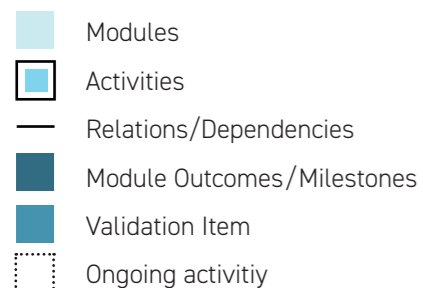 Modules
Activities
Relations/Dependencies
Module Outcomes/Milestones
Validation Item
Ongoing activitiy